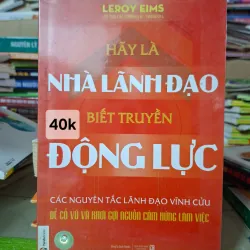 LEROY EIMS
HÃY LÀ
NHÀ LÃNH ĐẠO
40k
BIẾT TRUYỀN
ĐỘNG LỰC
CÁC NGUYÊN TẮC LÃNH ĐẠO VĨNH CỬU
ĐỂ CỔ VŨ VÀ KHƠI GỢI NGUỒN CẢM HỨNG LÀM VIỆC